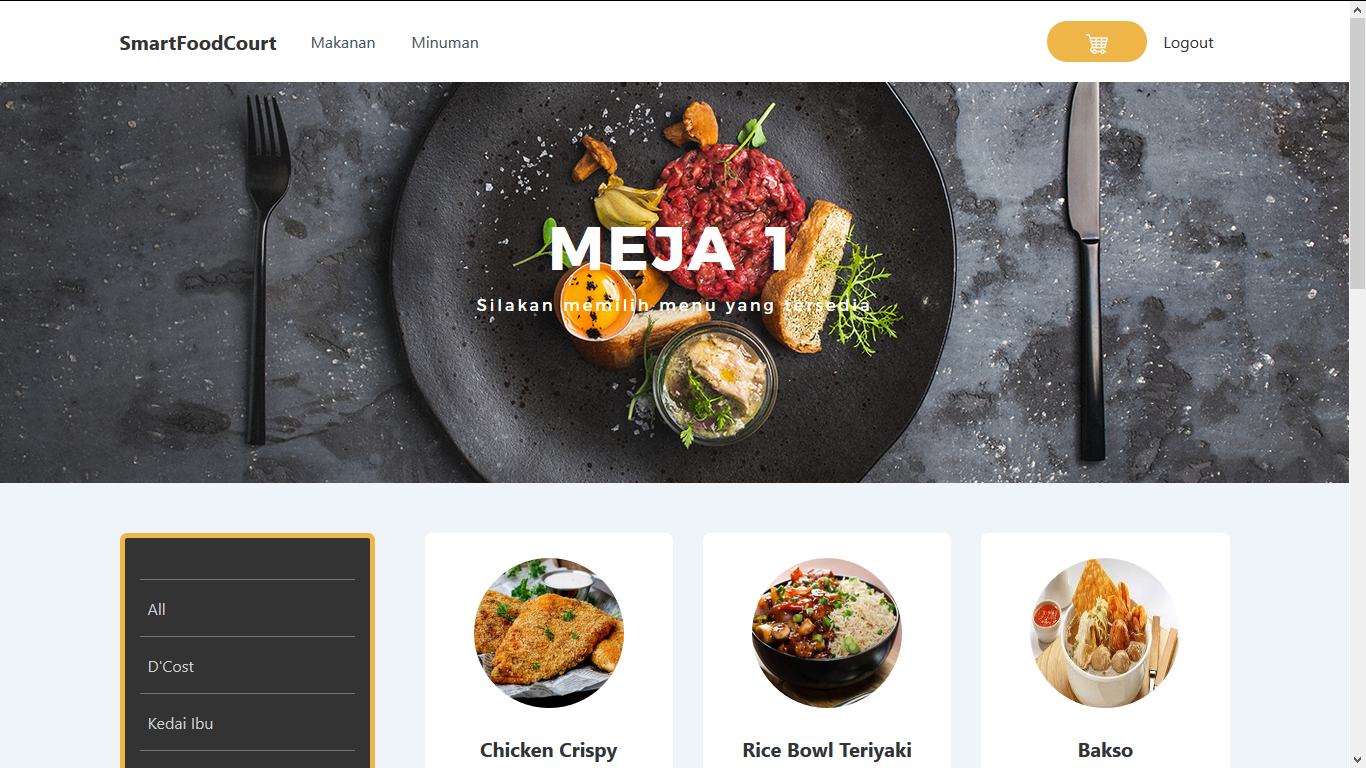 SmartFoodCourt Makanan Minuman Logout
MEJA 1
Silakan memilih menu yang tersedia
All
D'Cost
Kedai Ibu
Chicken Crispy
Rice Bowl Teriyaki
Bakso